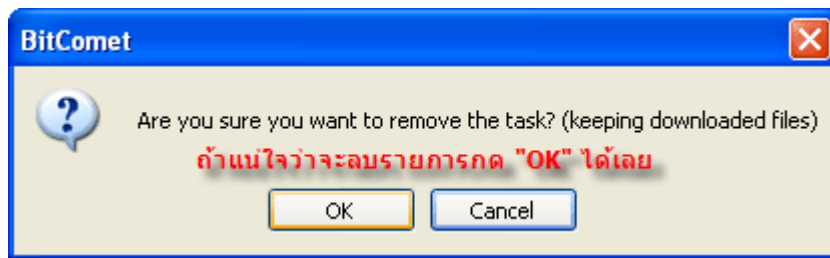 BitComet
Are you sure you want to remove the task? (keeping downloaded files)
ถ้าแน่ใจว่าจะลบรายการกด "OK" ได้เลย
OK Cancel